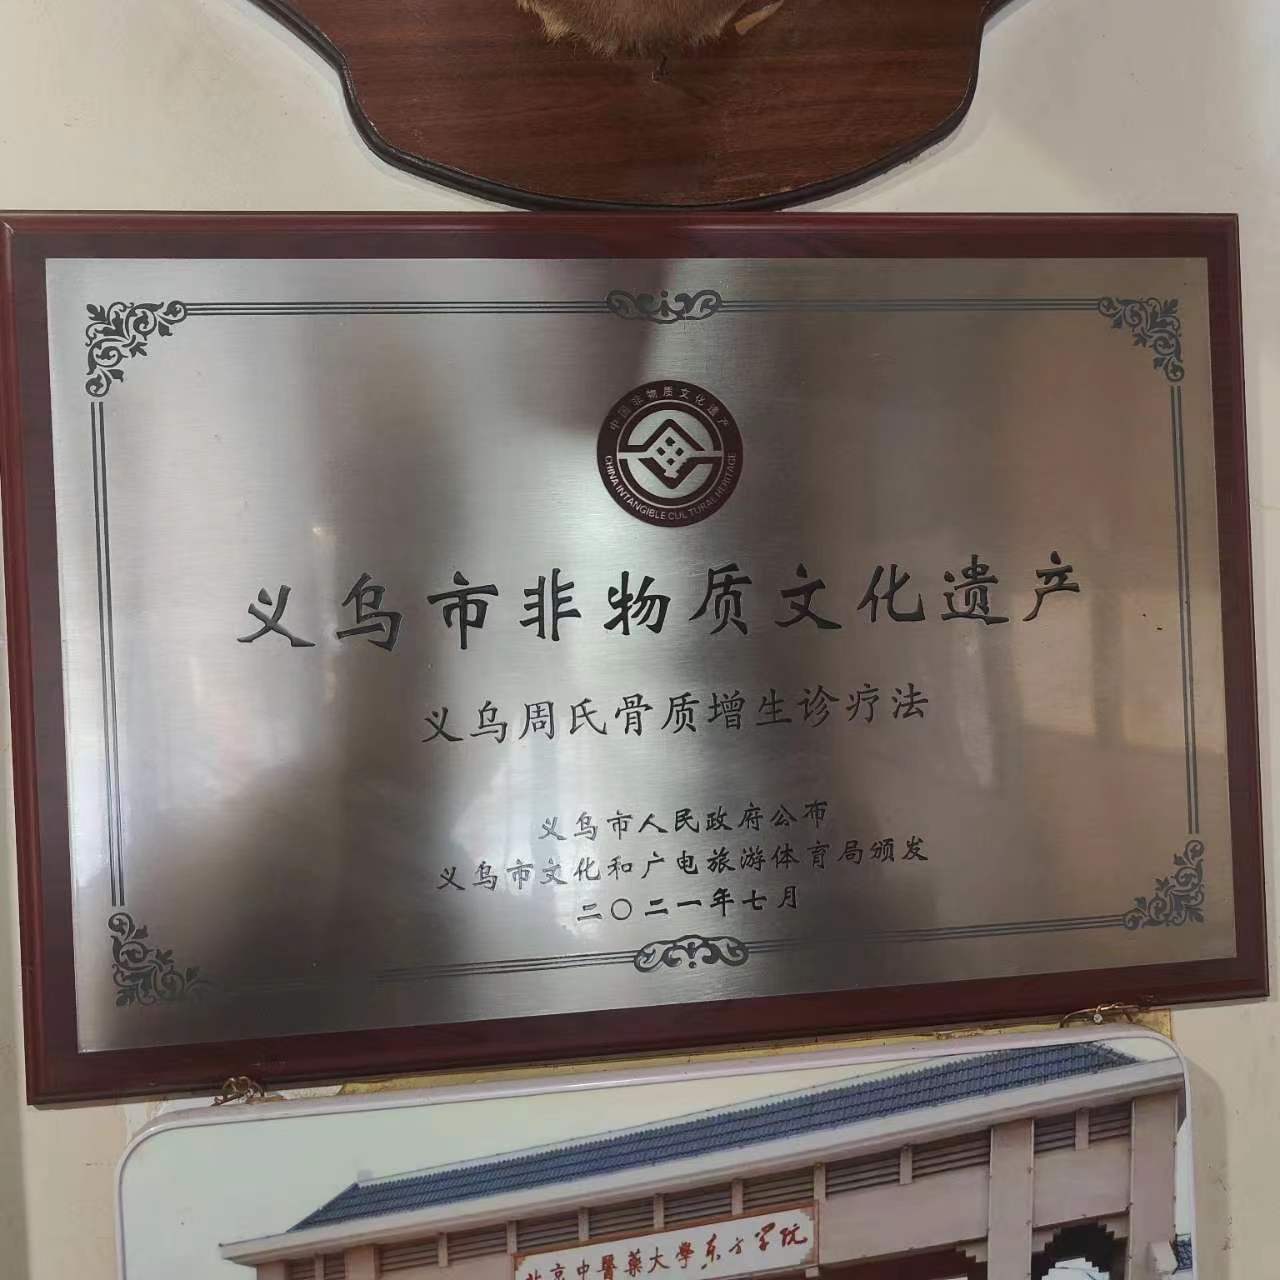 中国非物质文化遗产
CHINA INTANGIBLE CULTURAL HERITAGE
义乌市非物质文化遗产
义乌周氏骨质增生诊疗法
义乌市人民政府公布
义乌市文化和广电旅游体育局颁发
二〇二一年七月
北京中醫藥大學东方学院